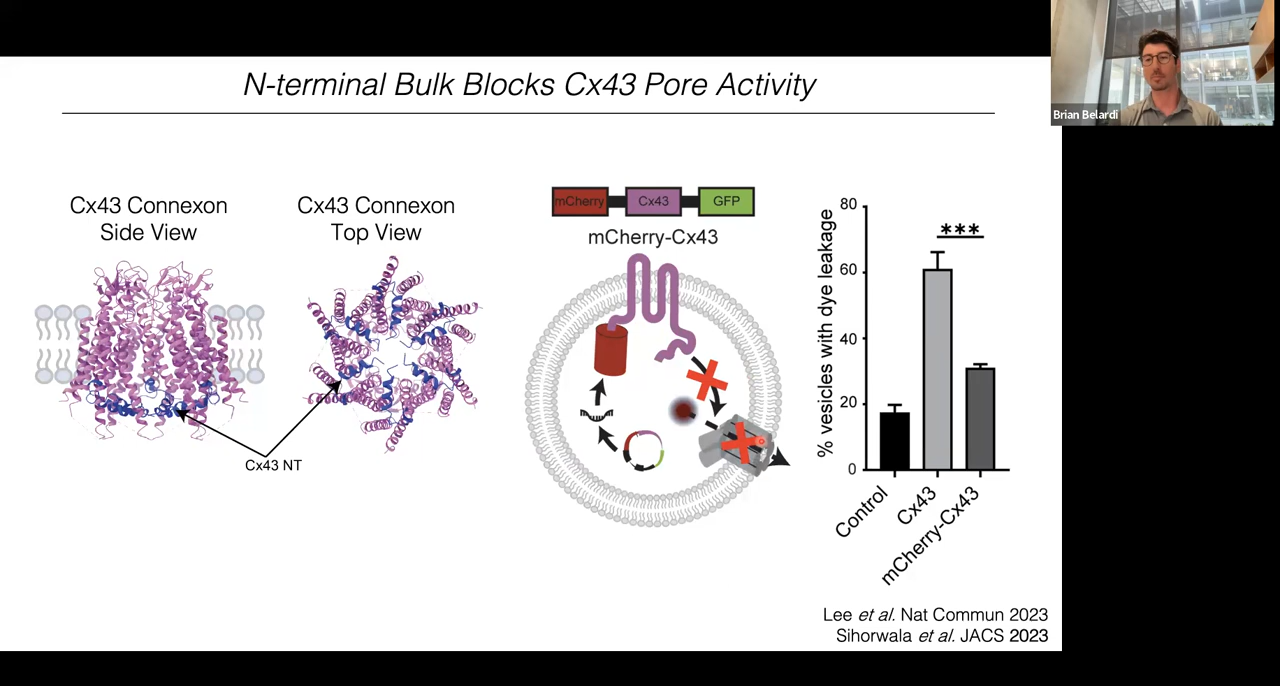 N-terminal Bulk Blocks Cx43 Pore Activity
Brian Belardi
Cx43 Connexon
Side View
Cx43 Connexon
Top View
Cx43 NT
mCherry
Cx43
GFP
mCherry-Cx43
% vesicles with dye leakage
80
60
40
20
0
***
Control
Cx43
mCherry-Cx43
Lee et al. Nat Commun 2023
Sihorwala et al. JACS 2023